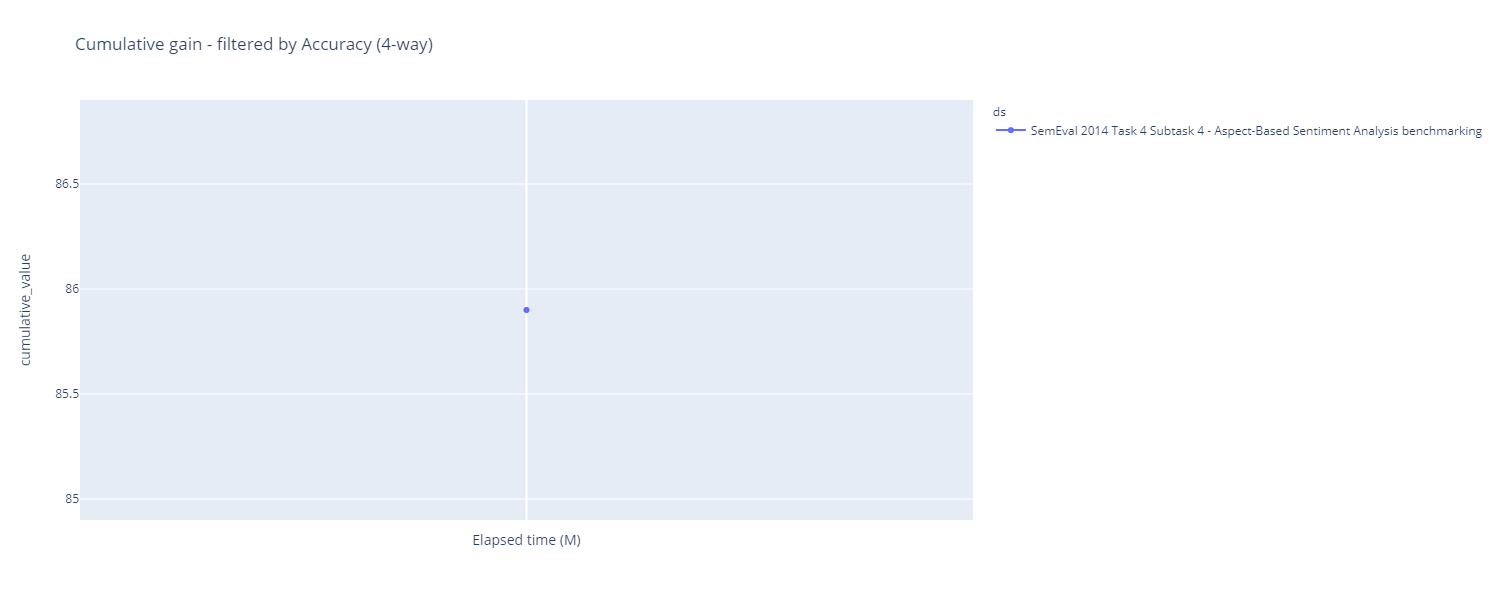 Cumulative gain - filtered by Accuracy (4-way)
ds
SemEval 2014 Task 4 Subtask 4 - Aspect-Based Sentiment Analysis benchmarking
86.5
86
85.5
85
cumulative_value
Elapsed time (M)